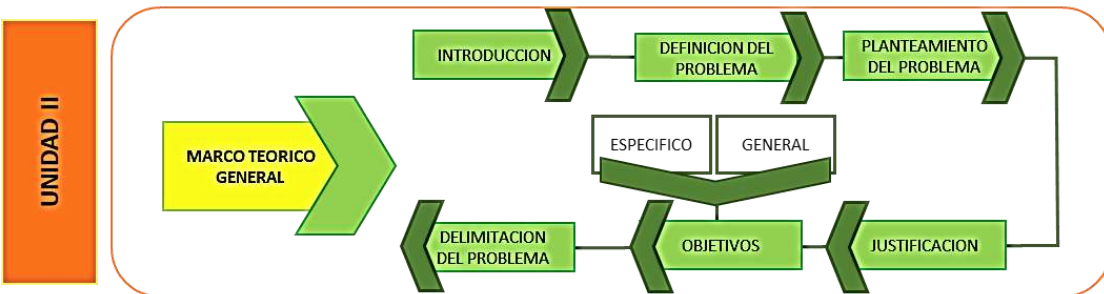 UNIDAD II
MARCO TEORICO
GENERAL
INTRODUCCION
DEFINICION DEL
PROBLEMA
PLANTEAMIENTO
DEL PROBLEMA
ESPECIFICO
GENERAL
JUSTIFICACION
OBJETIVOS
DELIMITACION
DEL PROBLEMA